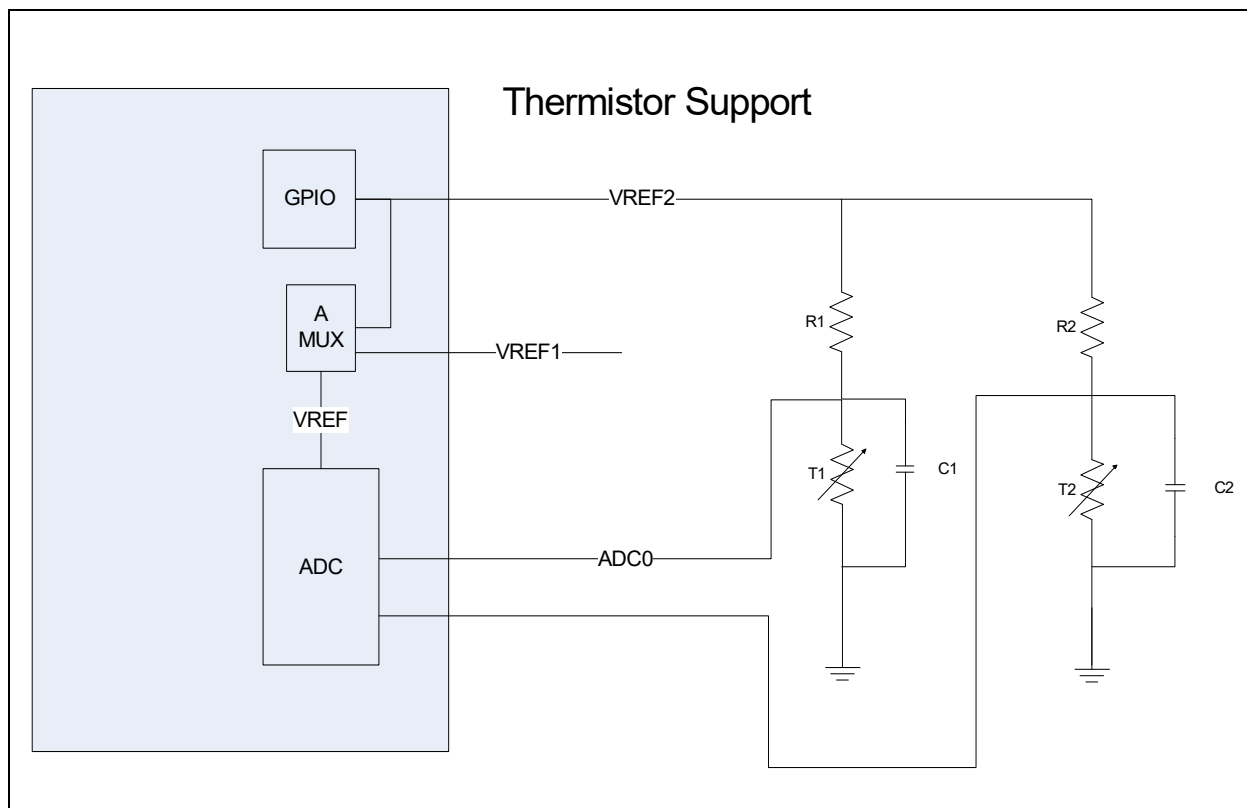 Thermistor Support
GPIO
VREF2
A
MUX
R1
R2
VREF1
VREF
T1
C1
T2
C2
ADC
ADC0